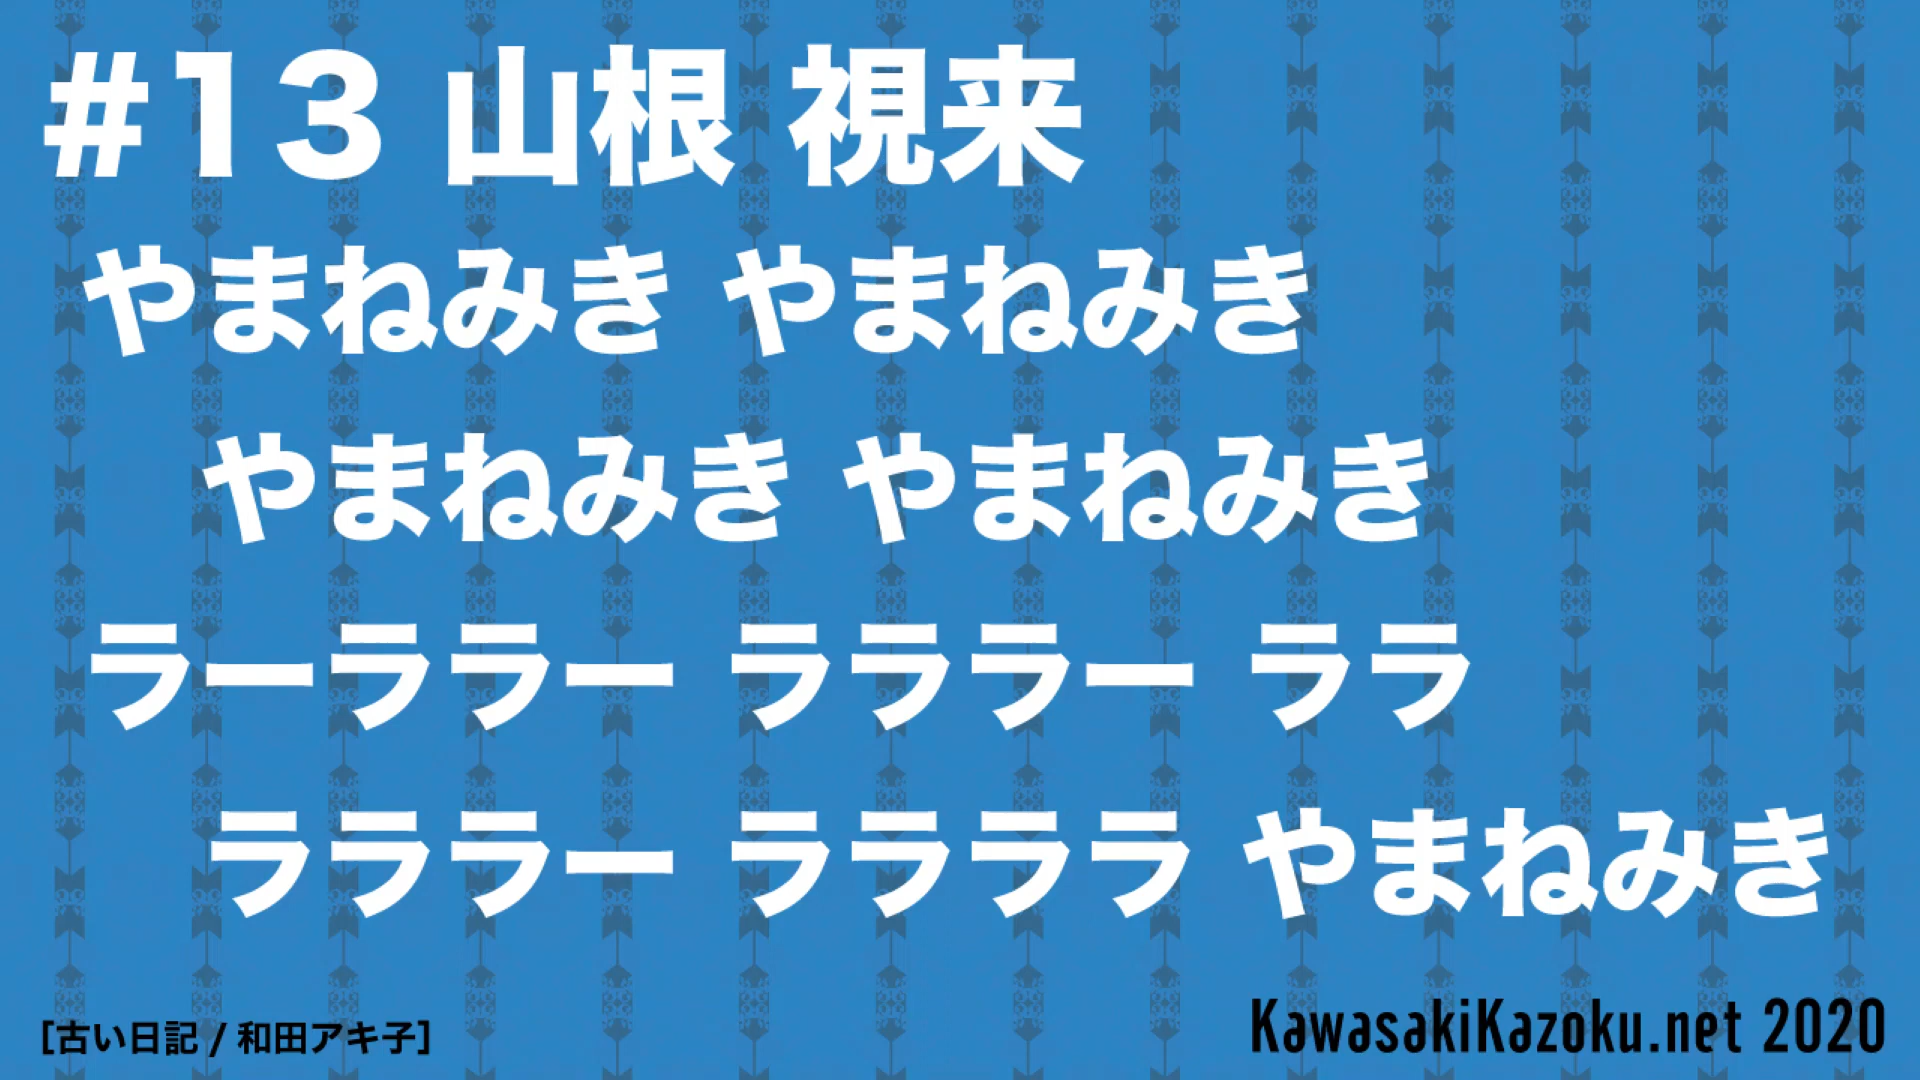 #13 山根 視来
やまねみき やまねみき
やまねみき やまねみき
ラーララー ラララー ララ
ラララー ララララ やまねみき
[古い日記 / 和田アキ子]
KawasakiKazoku.net 2020